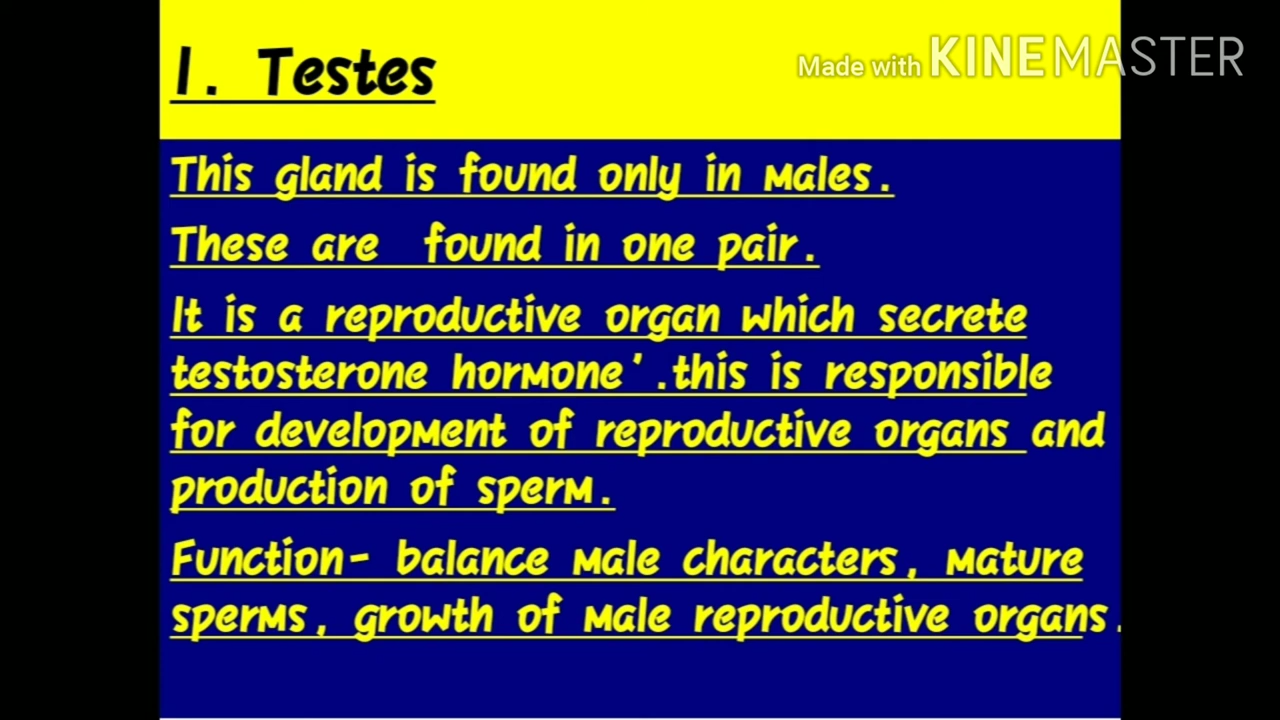 1. Testes
Made with KINEMASTER
This gland is found only in males.
These are found in one pair.
It is a reproductive organ which secrete
testosterone hormone'.this is responsible
for development of reproductive organs and
production of sperm.
Function- balance male characters, mature
sperms, growth of male reproductive organs.